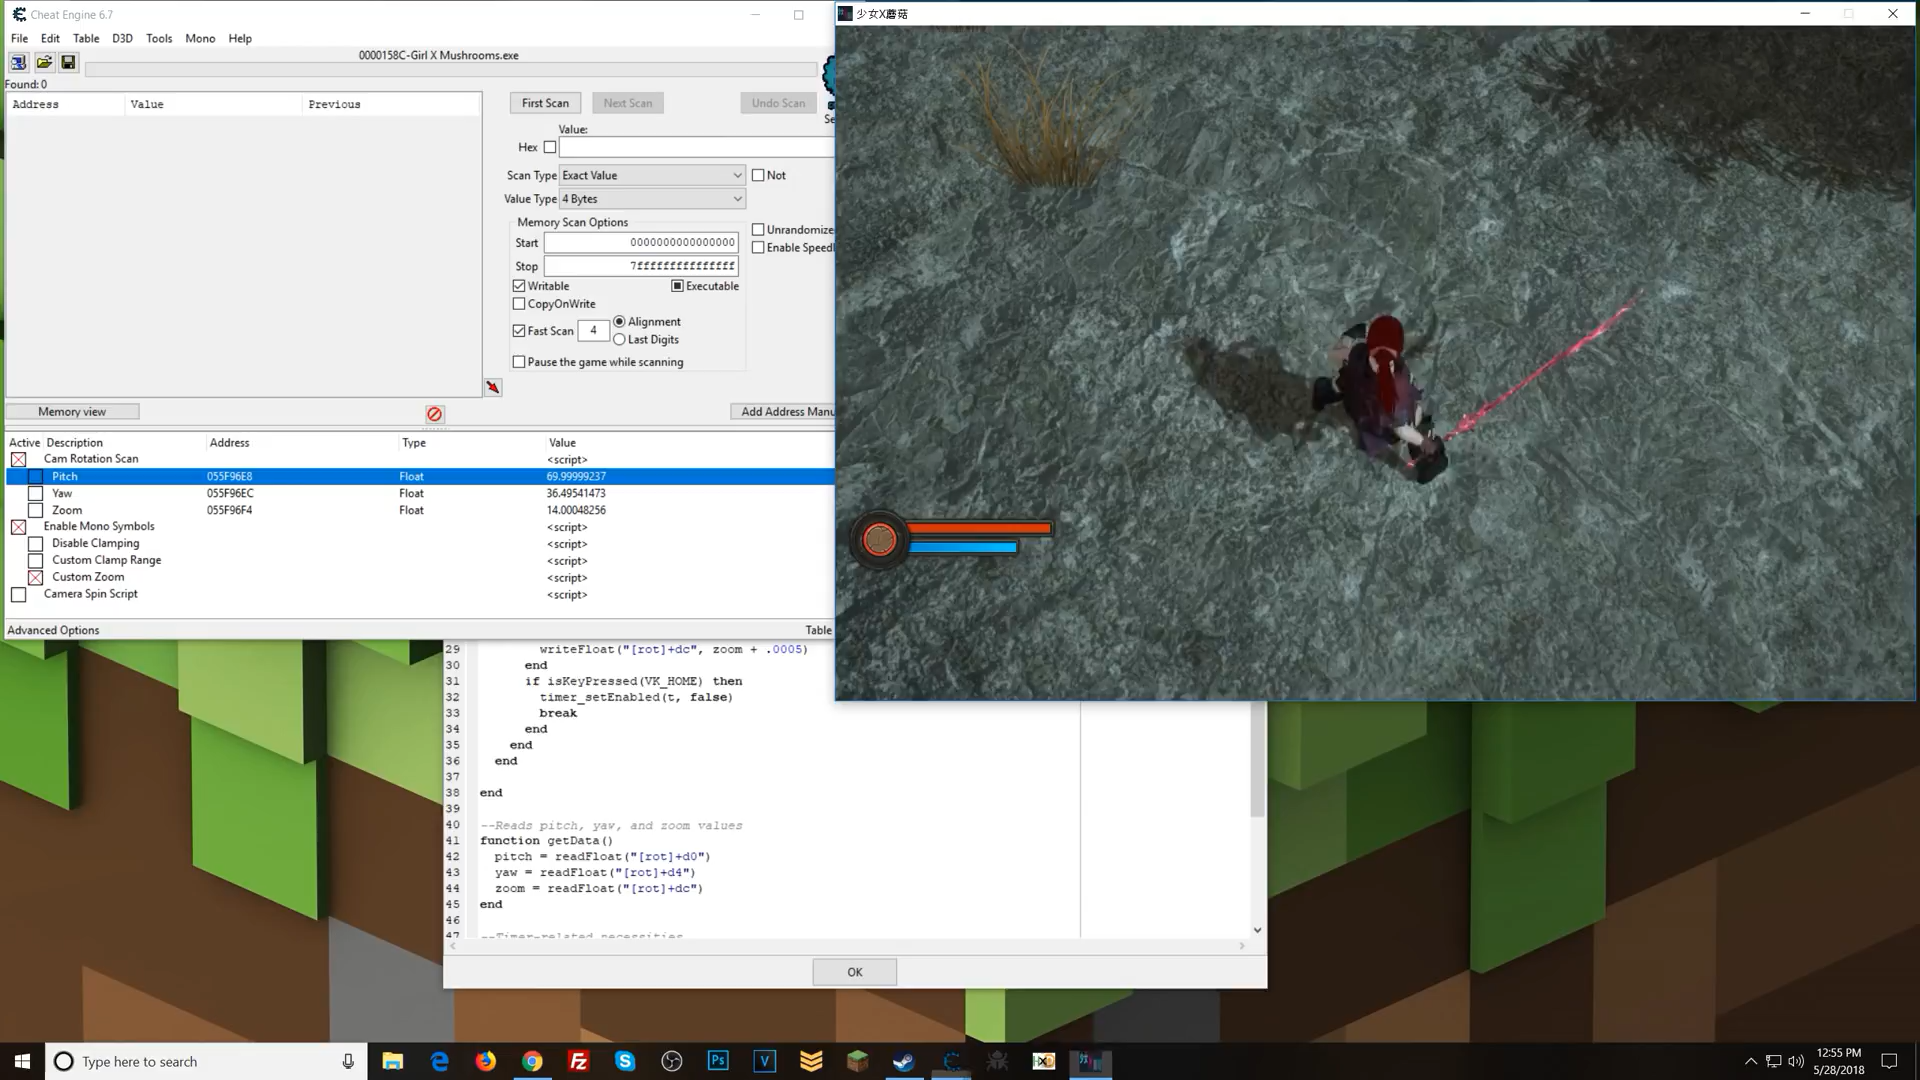 Cheat Engine 6.7
File Edit Table D3D Tools Mono Help
0000158C-Girl X Mushrooms.exe
Found: 0
Address Value Previous
First Scan Next Scan Undo Scan
Value:
Hex
Scan Type Exact Value Not
Value Type 4 Bytes
Memory Scan Options
Start 0000000000000000
Stop 7fffffffffffffff
Unrandomize
Enable Speed
Writable Executable
CopyOnWrite
Fast Scan 4 Alignment
Last Digits
Pause the game while scanning
Memory view
Add Address Manu
Active Description Address Type Value
Cam Rotation Scan <script>
Pitch 055F96E8 Float 69.99999237
Yaw 055F96EC Float 36.49541473
Zoom 055F96F4 Float 14.00048256
Enable Mono Symbols <script>
Disable Clamping <script>
Custom Clamp Range <script>
Custom Zoom <script>
Camera Spin Script <script>
Advanced Options Table
少女X蘑菇
29 writeFloat("[rot]+dc", zoom + .0005)
30 end
31 if isKeyPressed(VK_HOME) then
32 timer_setEnabled(t, false)
33 break
34 end
35 end
36 end
37
38 end
39
40 --Reads pitch, yaw, and zoom values
41 function getData()
42 pitch = readFloat("[rot]+d0")
43 yaw = readFloat("[rot]+d4")
44 zoom = readFloat("[rot]+dc")
45 end
46
47 --Timer-related necessities
OK
Type here to search
Ps
V
12:55 PM
5/28/2018